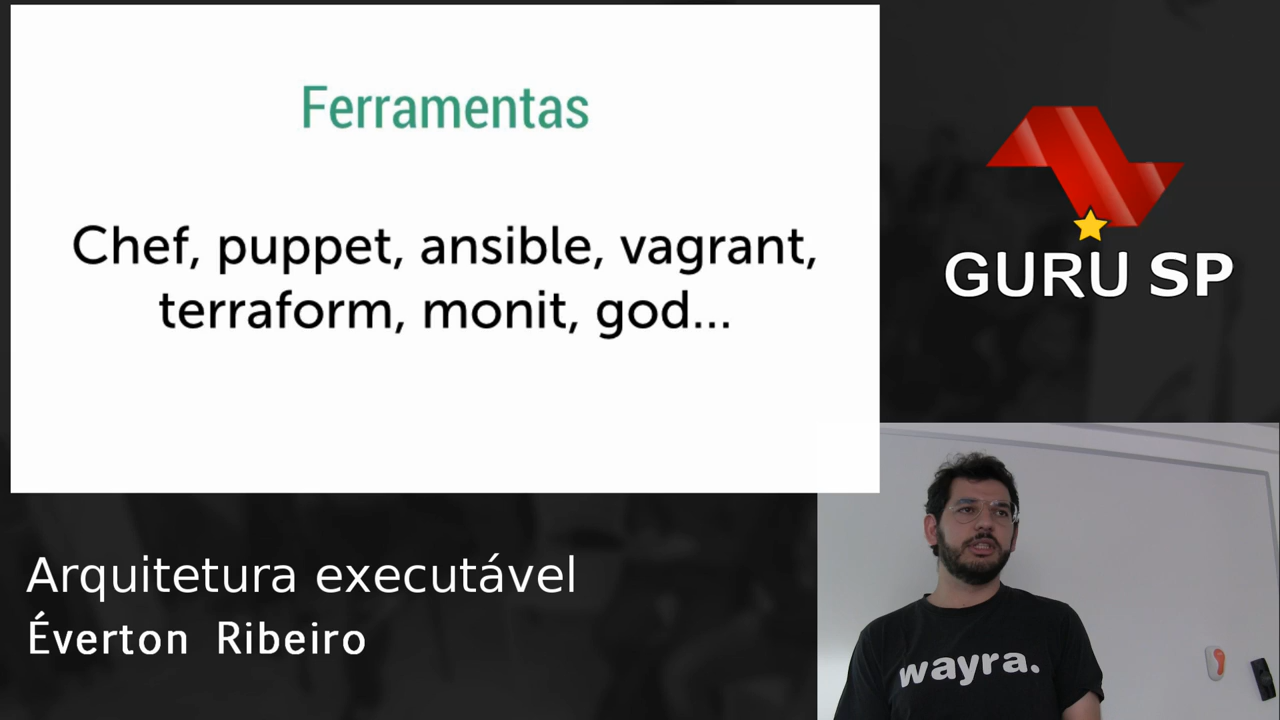 Ferramentas
Chef, puppet, ansible, vagrant,
terraform, monit, god...
GURU SP
Arquitetura executável
Éverton Ribeiro
wayra.